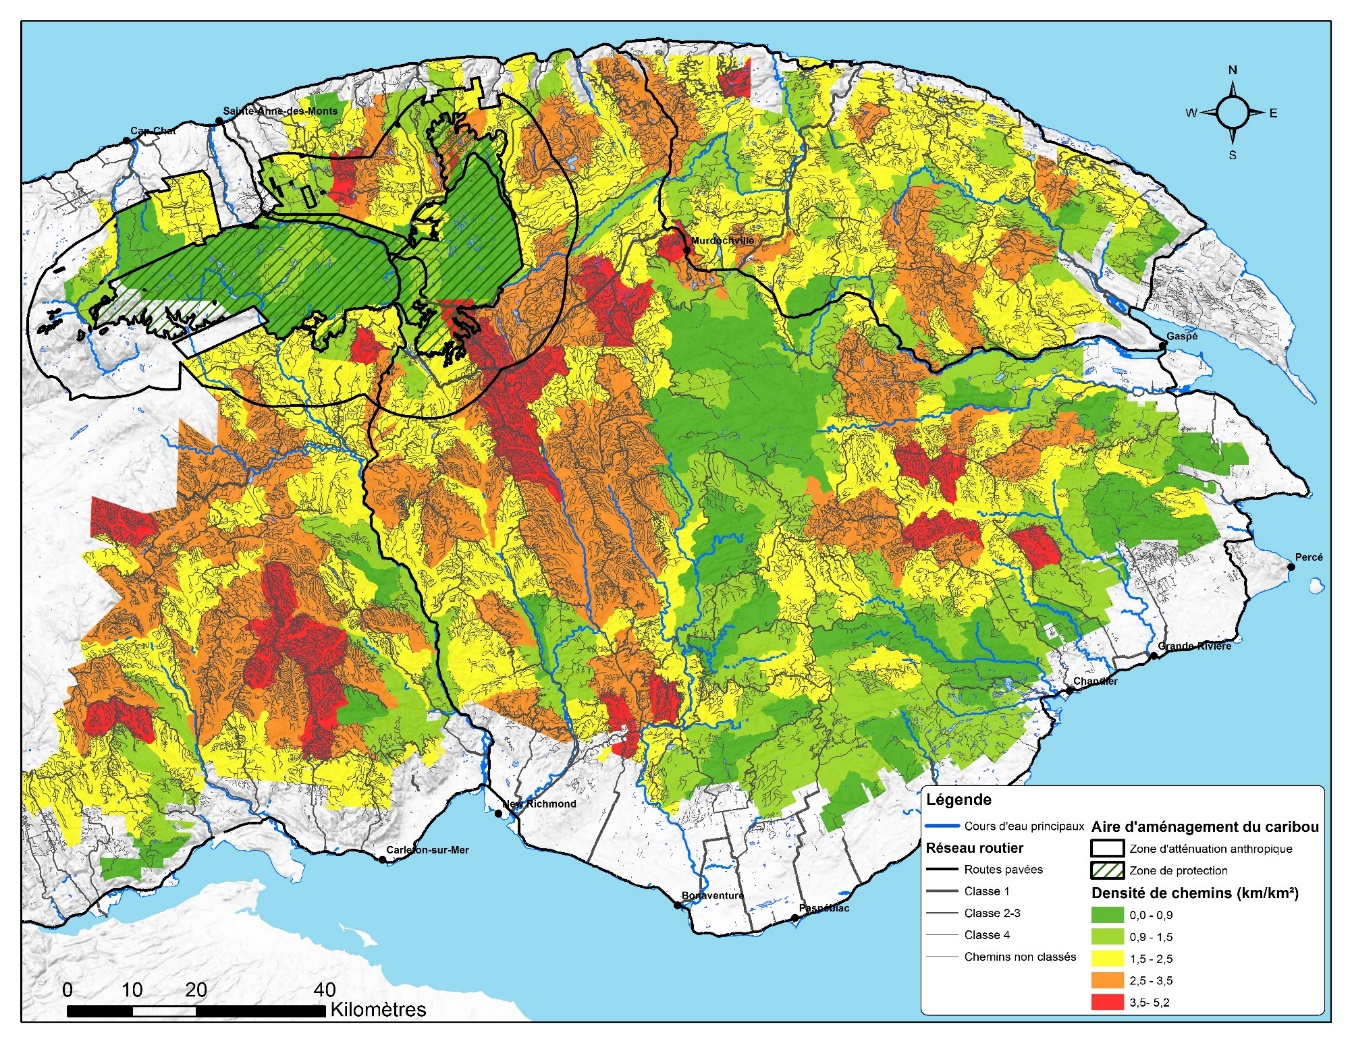 N
W E
S
Sainte-Anne-des-Monts
Cap-Chat
Murdochville
Gaspé
Percé
Grande-Rivière
Chandler
New Richmond
Carleton-sur-Mer
Bonaventure
Paspébiac
Légende
Cours d'eau principaux
Réseau routier
Routes pavées
Classe 1
Classe 2-3
Classe 4
Chemins non classés
Aire d'aménagement du caribou
Zone d'atténuation anthropique
Zone de protection
Densité de chemins (km/km²)
0,0 - 0,9
0,9 - 1,5
1,5 - 2,5
2,5 - 3,5
3,5- 5,2
0 10 20 40
Kilomètres